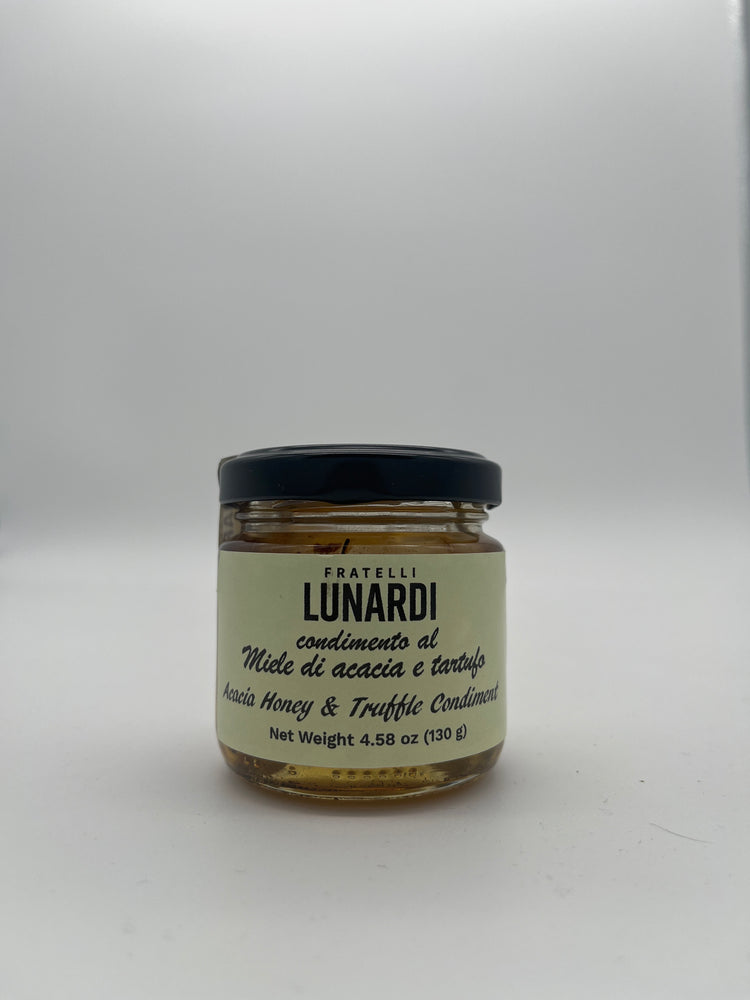 FRATELLI
LUNARDI
condimento al
Miele di acacia e tartufo
Acacia Honey & Truffle Condiment
Net Weight 4.58 oz (130 g)